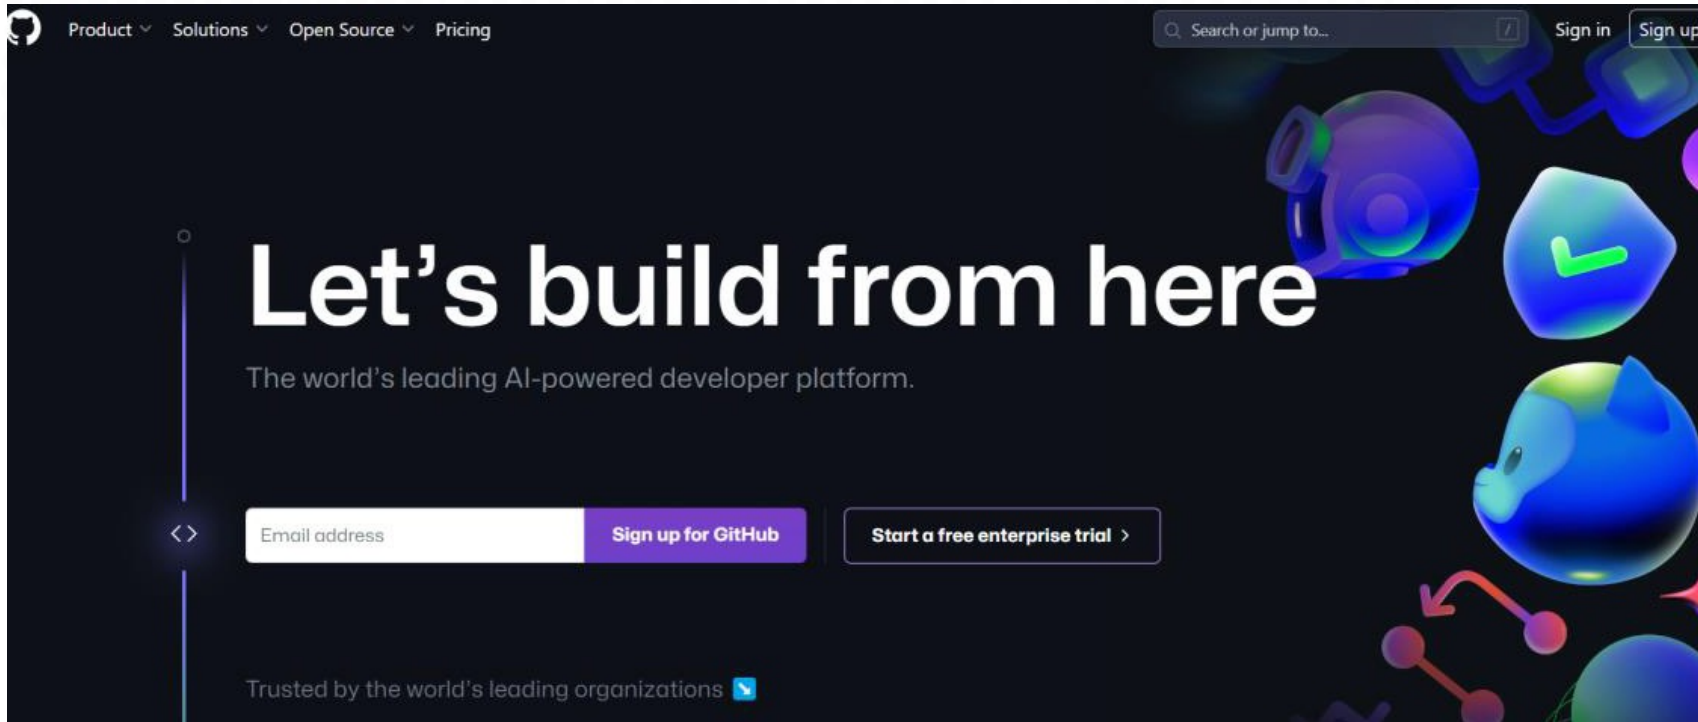 Product Solutions Open Source Pricing Search or jump to... / Sign in Sign up
Let's build from here
The world's leading AI-powered developer platform.
Email address Sign up for GitHub Start a free enterprise trial
Trusted by the world's leading organizations